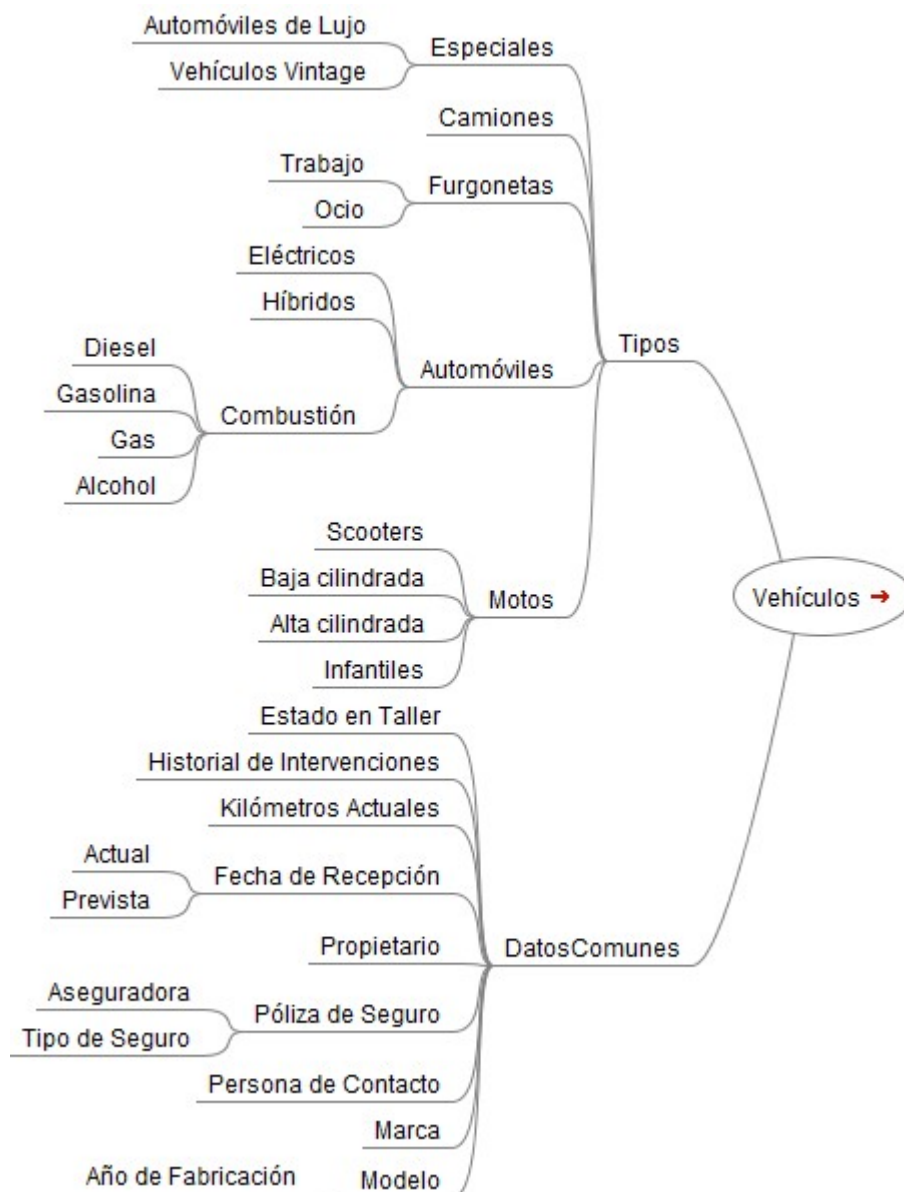 Automóviles de Lujo
Vehículos Vintage
Especiales
Camiones
Trabajo
Ocio
Furgonetas
Eléctricos
Híbridos
Diesel
Gasolina
Gas
Alcohol
Combustión
Automóviles
Tipos
Scooters
Baja cilindrada
Alta cilindrada
Infantiles
Motos
Vehículos
Estado en Taller
Historial de Intervenciones
Kilómetros Actuales
Actual
Prevista
Fecha de Recepción
Propietario
DatosComunes
Aseguradora
Tipo de Seguro
Póliza de Seguro
Persona de Contacto
Marca
Año de Fabricación
Modelo